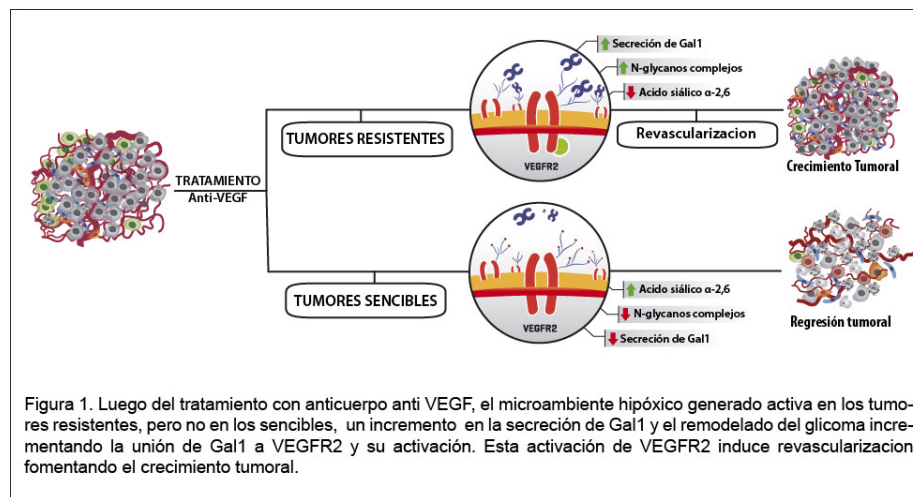 Secreción de Gal1
N-glycanos complejos
Acido siálico α-2,6
TUMORES RESISTENTES
VEGFR2
Revascularizacion
Crecimiento Tumoral
TRATAMIENTO
Anti-VEGF
TUMORES SENCIBLES
VEGFR2
Acido siálico α-2,6
N-glycanos complejos
Secreción de Gal1
Regresión tumoral
Figura 1. Luego del tratamiento con anticuerpo anti VEGF, el microambiente hipóxico generado activa en los tumo-
res resistentes, pero no en los sencibles, un incremento en la secreción de Gal1 y el remodelado del glicoma incre-
mentando la unión de Gal1 a VEGFR2 y su activación. Esta activación de VEGFR2 induce revascularizacion
fomentando el crecimiento tumoral.